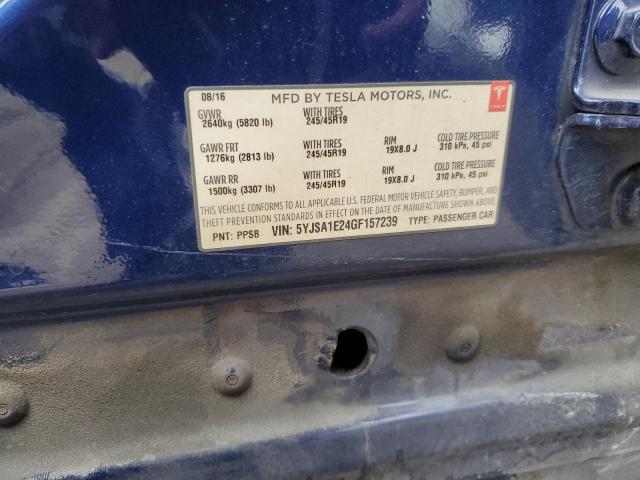 08/16 MFD BY TESLA MOTORS, INC.
TESLA
GVWR WITH TIRES
2640kg (5820 lb) 245/45R19
GAWR FRT WITH TIRES RIM COLD TIRE PRESSURE
1276kg (2813 lb) 245/45R19 19X8.0 J 310 kPa, 45 psi
GAWR RR WITH TIRES RIM COLD TIRE PRESSURE
1500kg (3307 lb) 245/45R19 19X8.0 J 310 kPa, 45 psi
THIS VEHICLE CONFORMS TO ALL APPLICABLE U.S. FEDERAL MOTOR VEHICLE SAFETY, BUMPER, AND
THEFT PREVENTION STANDARDS IN EFFECT ON THE DATE OF MANUFACTURE SHOWN ABOVE.
PNT: PPSB VIN: 5YJSA1E24GF157239 TYPE: PASSENGER CAR